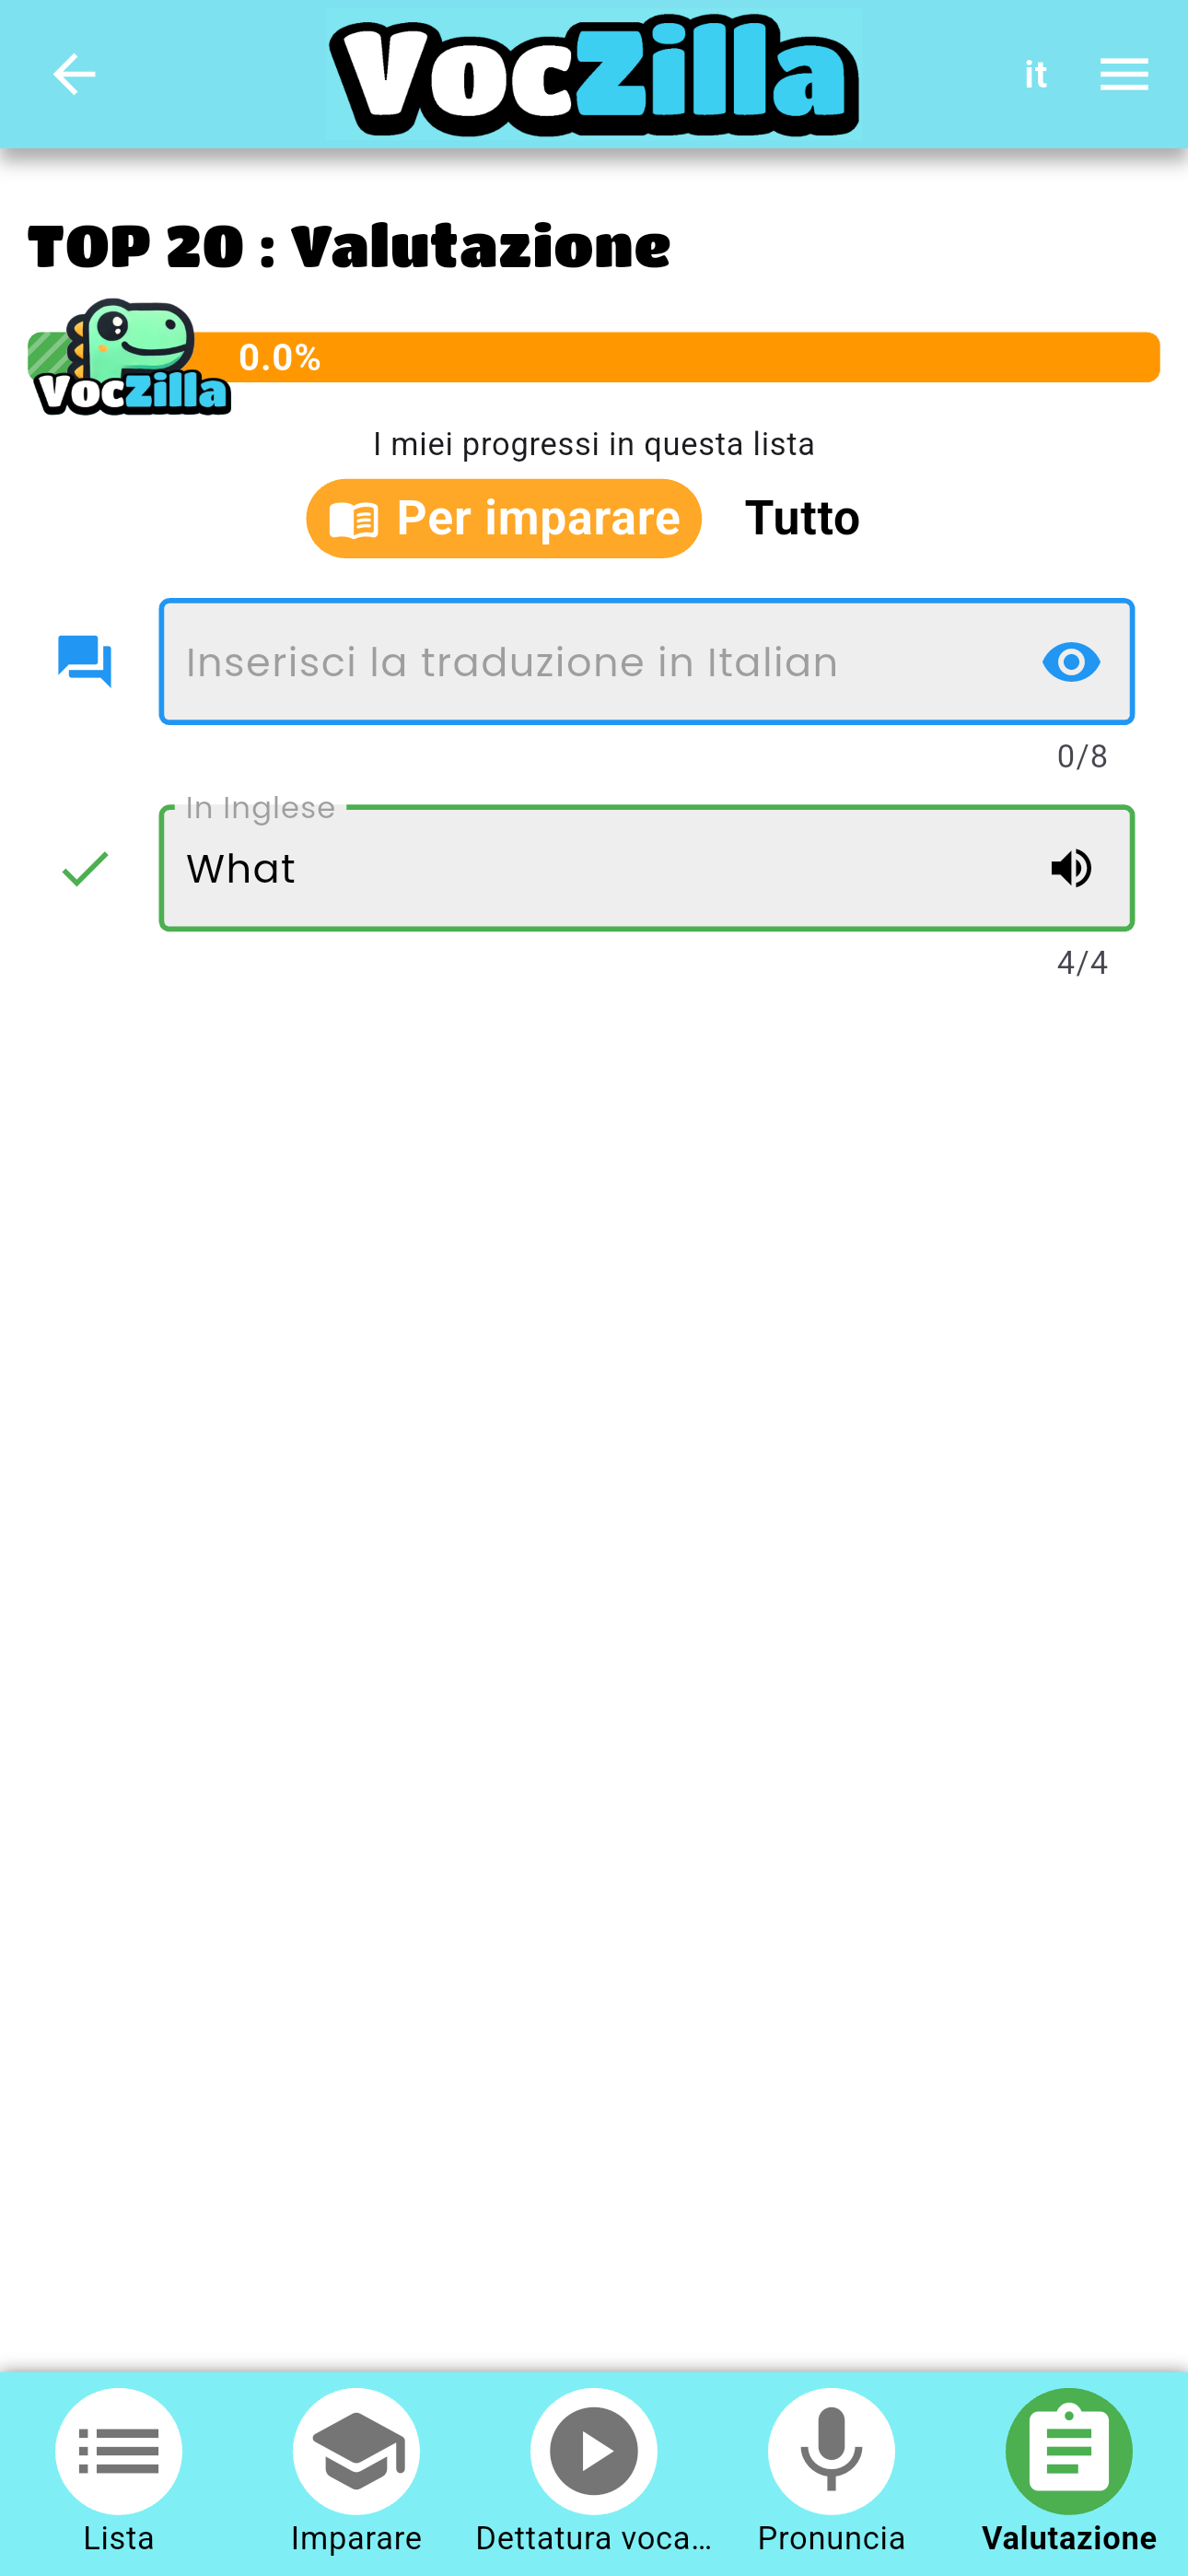 VocZilla
it
TOP 20 : Valutazione
VocZilla
0.0%
I miei progressi in questa lista
Per imparare
Tutto
Inserisci la traduzione in Italian
0/8
In Inglese
What
4/4
Lista
Imparare
Dettatura voca...
Pronuncia
Valutazione